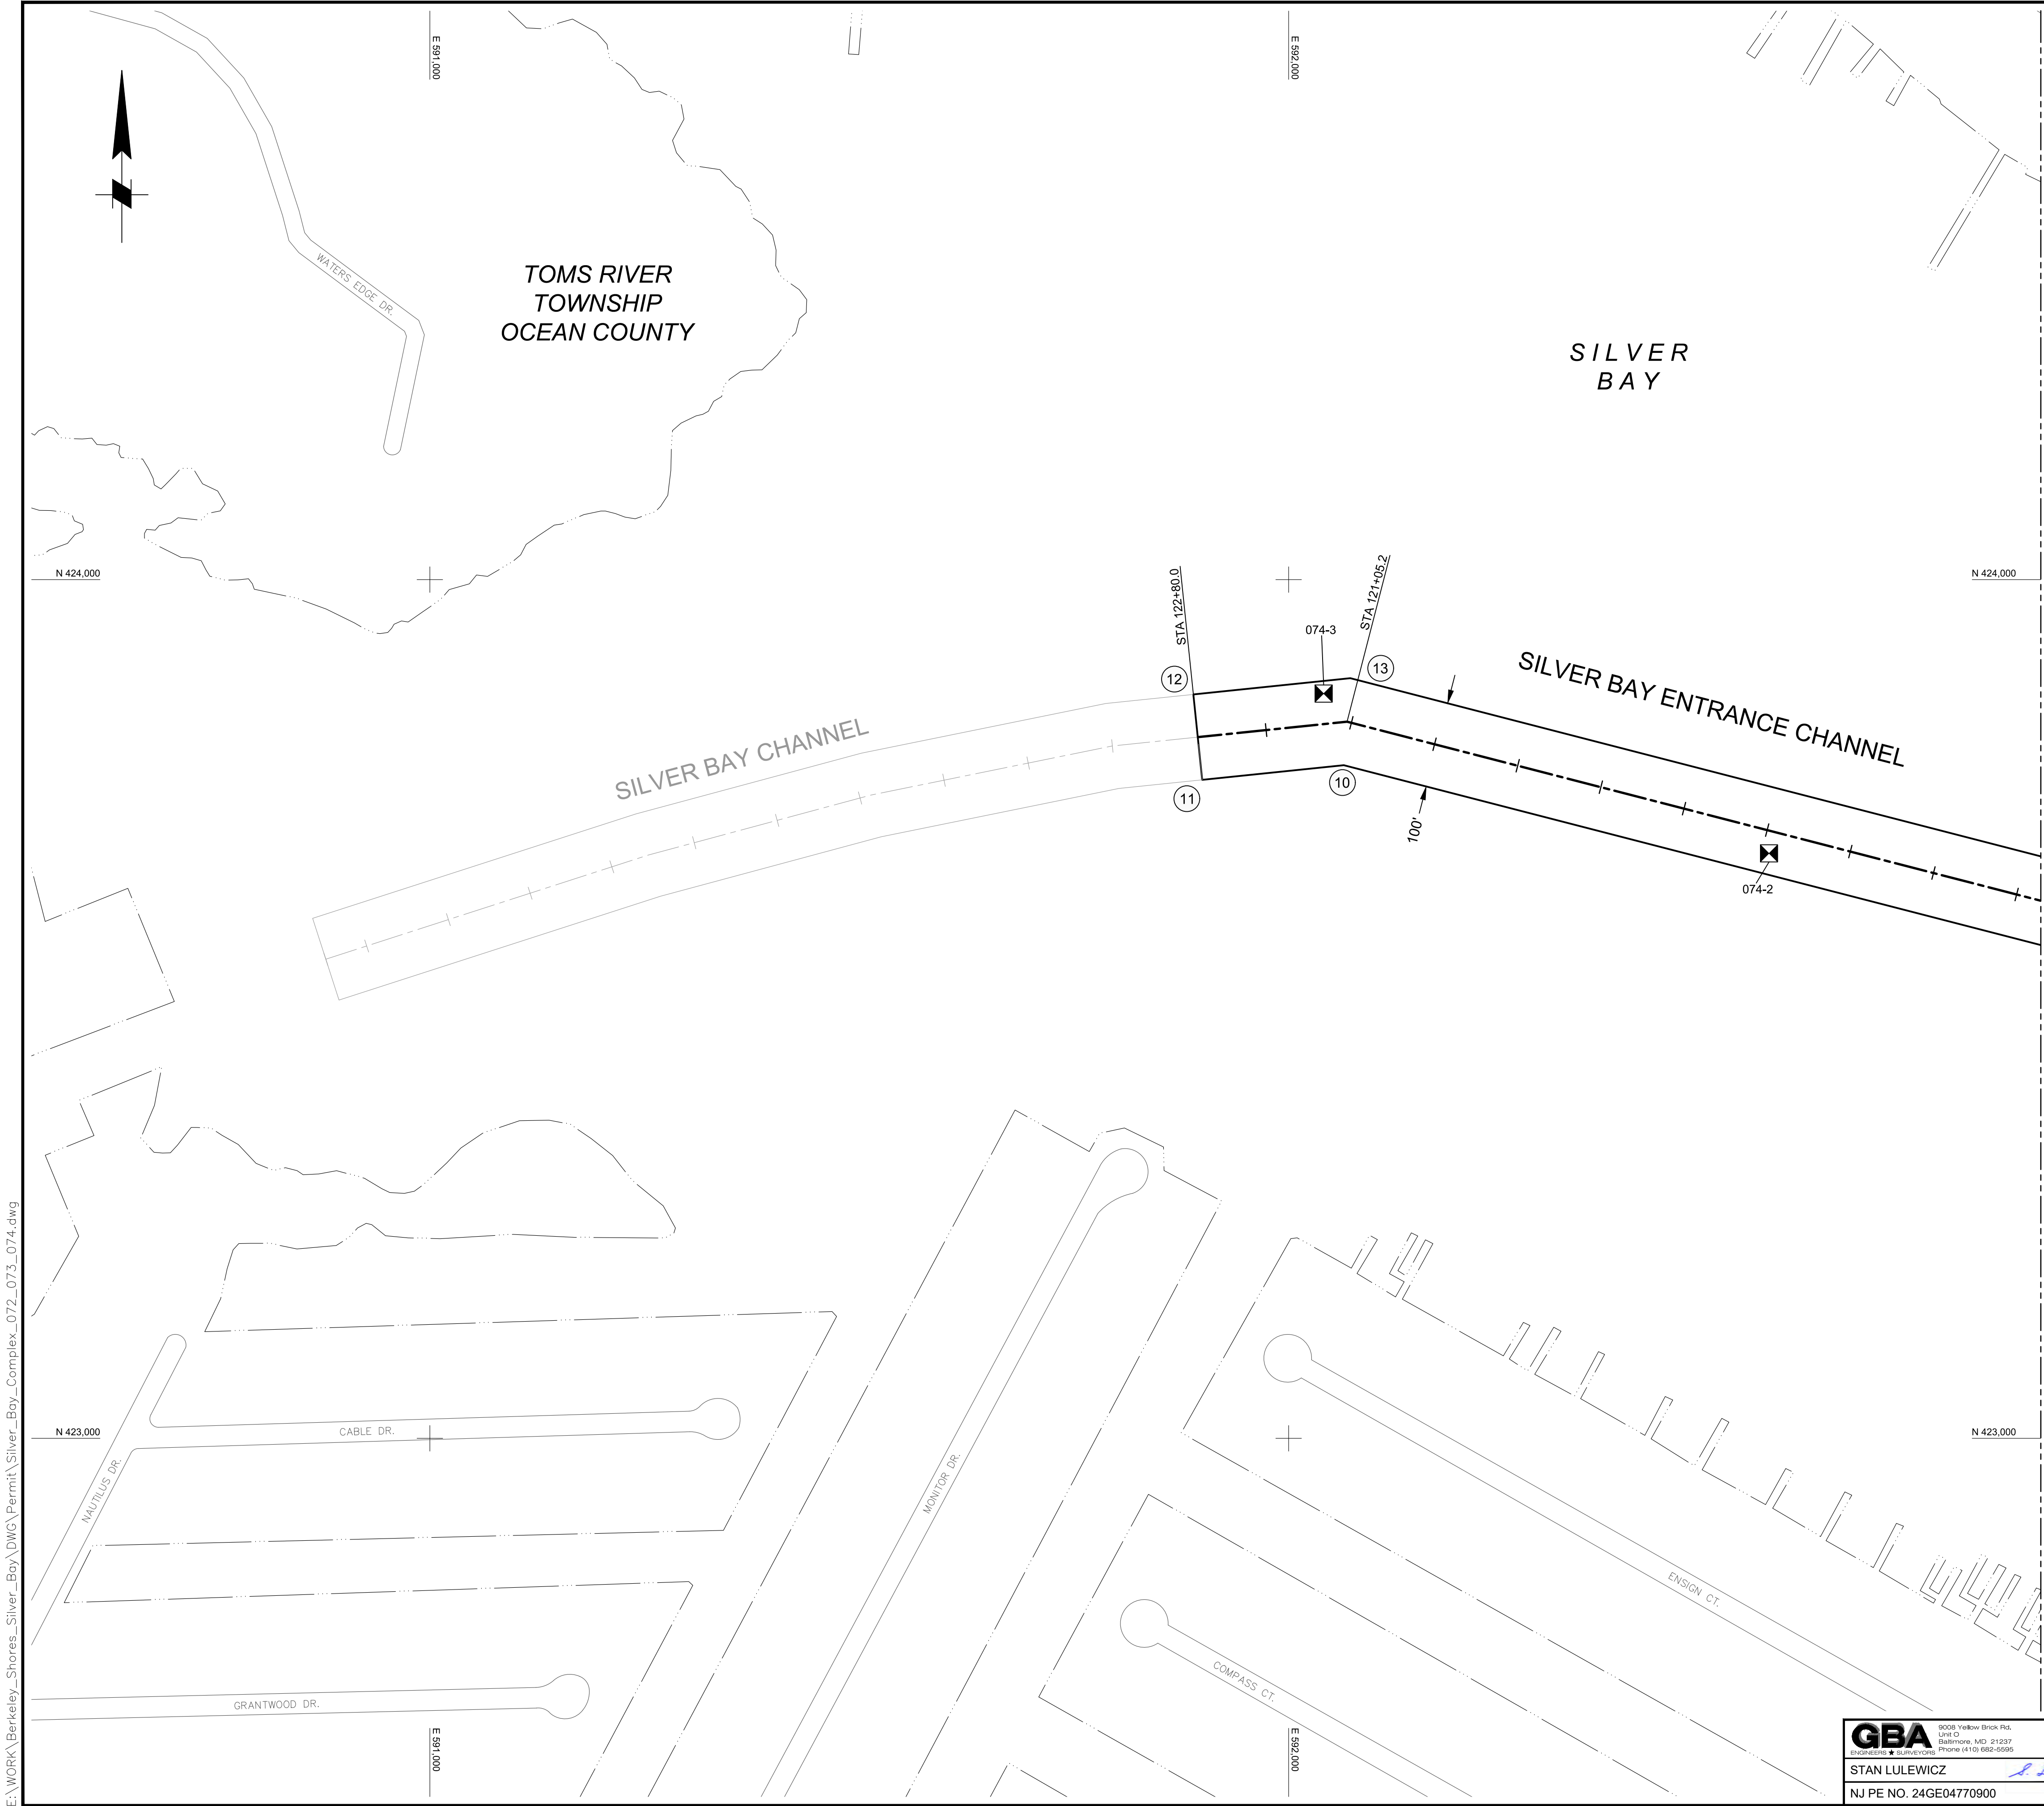 E 591,000
E 592,000
WATERS EDGE DR.
TOMS RIVER
TOWNSHIP
OCEAN COUNTY
SILVER
BAY
N 424,000
N 424,000
STA 122+80.0
STA 121+05.2
074-3
12
13
SILVER BAY ENTRANCE CHANNEL
SILVER BAY CHANNEL
11
10
100'
074-2
N 423,000
N 423,000
CABLE DR.
NAUTILUS DR.
MONITOR DR.
ENSIGN CT.
COMPASS CT.
GRANTWOOD DR.
E 591,000
E 592,000
E:\WORK\Berkeley_Shores_Silver_Bay\DWG\Permit\Silver_Bay_Complex_072_073_074.dwg
GBA
ENGINEERS ★ SURVEYORS
9008 Yellow Brick Rd,
Unit O
Baltimore, MD 21237
Phone (410) 682-5595
STAN LULEWICZ
NJ PE NO. 24GE04770900